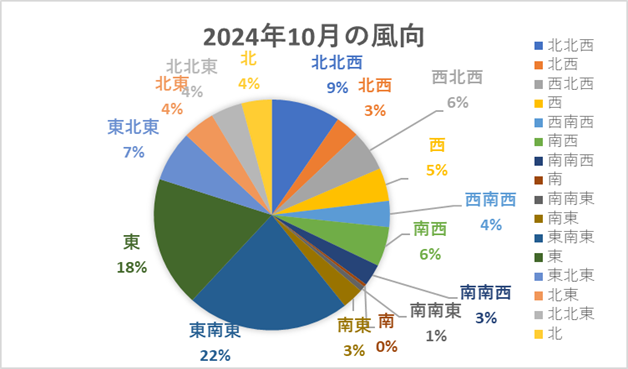 2024年10月の風向
北北西
9%
北西
3%
西北西
6%
西
5%
西南西
4%
南西
6%
南南西
3%
南
0%
南南東
1%
南東
3%
東南東
22%
東
18%
東北東
7%
北東
4%
北北東
4%
北
4%
北北西
北西
西北西
西
西南西
南西
南南西
南
南南東
南東
東南東
東
東北東
北東
北北東
北